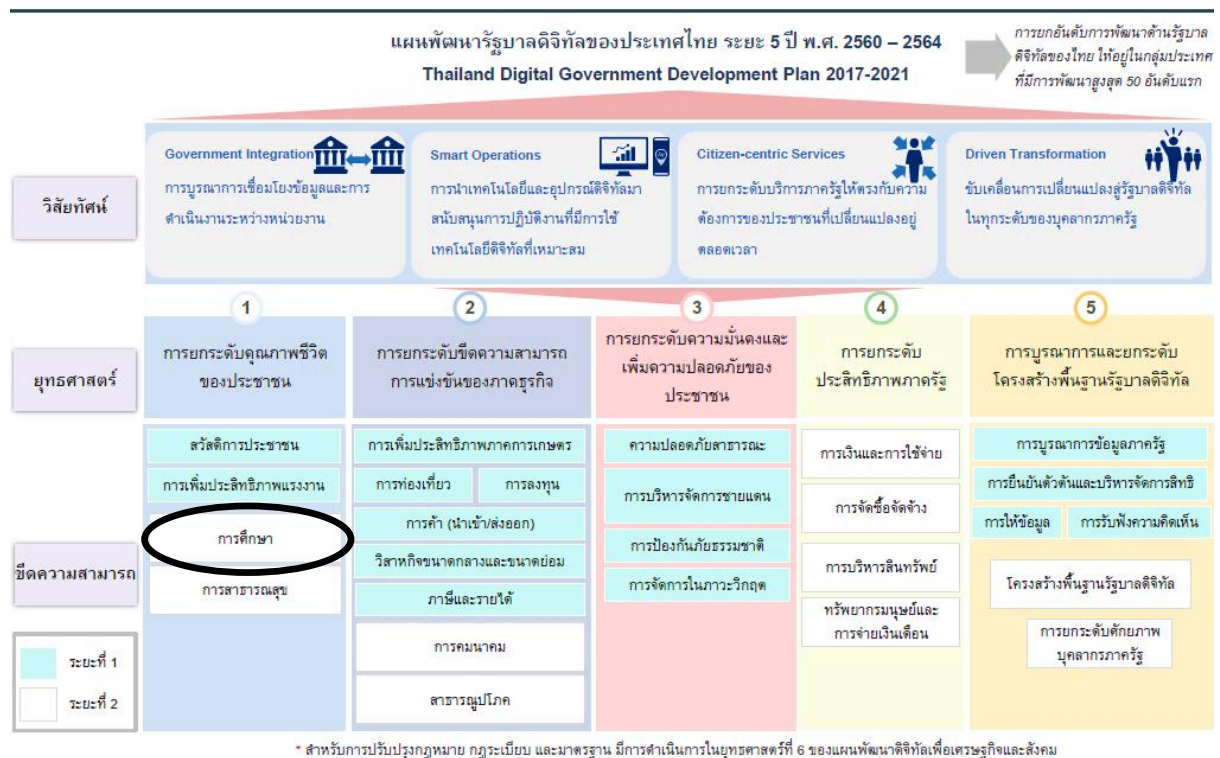 แผนพัฒนารัฐบาลดิจิทัลของประเทศไทย ระยะ 5 ปี พ.ศ. 2560 – 2564
Thailand Digital Government Development Plan 2017-2021
การยกอันดับการพัฒนาด้านรัฐบาล
ดิจิทัลของไทย ให้อยู่ในกลุ่มประเทศ
ที่มีการพัฒนาสูงสุด 50 อันดับแรก
วิสัยทัศน์
Government Integration
การบูรณาการเชื่อมโยงข้อมูลและการ
ดำเนินงานระหว่างหน่วยงาน
Smart Operations
การนำเทคโนโลยีและอุปกรณ์ดิจิทัลมา
สนับสนุนการปฏิบัติงานที่มีการใช้
เทคโนโลยีดิจิทัลที่เหมาะสม
Citizen-centric Services
การยกระดับบริการภาครัฐให้ตรงกับความ
ต้องการของประชาชนที่เปลี่ยนแปลงอยู่
ตลอดเวลา
Driven Transformation
ขับเคลื่อนการเปลี่ยนแปลงสู่รัฐบาลดิจิทัล
ในทุกระดับของบุคลากรภาครัฐ
ยุทธศาสตร์
1
การยกระดับคุณภาพชีวิต
ของประชาชน
2
การยกระดับขีดความสามารถ
การแข่งขันของภาคธุรกิจ
3
การยกระดับความมั่นคงและ
เพิ่มความปลอดภัยของ
ประชาชน
4
การยกระดับ
ประสิทธิภาพภาครัฐ
5
การบูรณาการและยกระดับ
โครงสร้างพื้นฐานรัฐบาลดิจิทัล
ขีดความสามารถ
สวัสดิการประชาชน
การเพิ่มประสิทธิภาพแรงงาน
การศึกษา
การสาธารณสุข
การเพิ่มประสิทธิภาพภาคการเกษตร
การท่องเที่ยว
การลงทุน
การค้า (นำเข้า/ส่งออก)
วิสาหกิจขนาดกลางและขนาดย่อม
ภาษีและรายได้
การคมนาคม
สาธารณูปโภค
ความปลอดภัยสาธารณะ
การบริหารจัดการชายแดน
การป้องกันภัยธรรมชาติ
การจัดการในภาวะวิกฤต
การเงินและการใช้จ่าย
การจัดซื้อจัดจ้าง
การบริหารสินทรัพย์
ทรัพยากรมนุษย์และ
การจ่ายเงินเดือน
การบูรณาการข้อมูลภาครัฐ
การยืนยันตัวตนและบริหารจัดการสิทธิ
การให้ข้อมูล
การรับฟังความคิดเห็น
โครงสร้างพื้นฐานรัฐบาลดิจิทัล
การยกระดับศักยภาพ
บุคลากรภาครัฐ
ระยะที่ 1
ระยะที่ 2
* สำหรับการปรับปรุงกฎหมาย กฎระเบียบ และมาตรฐาน มีการดำเนินการในยุทธศาสตร์ที่ 6 ของแผนพัฒนาดิจิทัลเพื่อเศรษฐกิจและสังคม